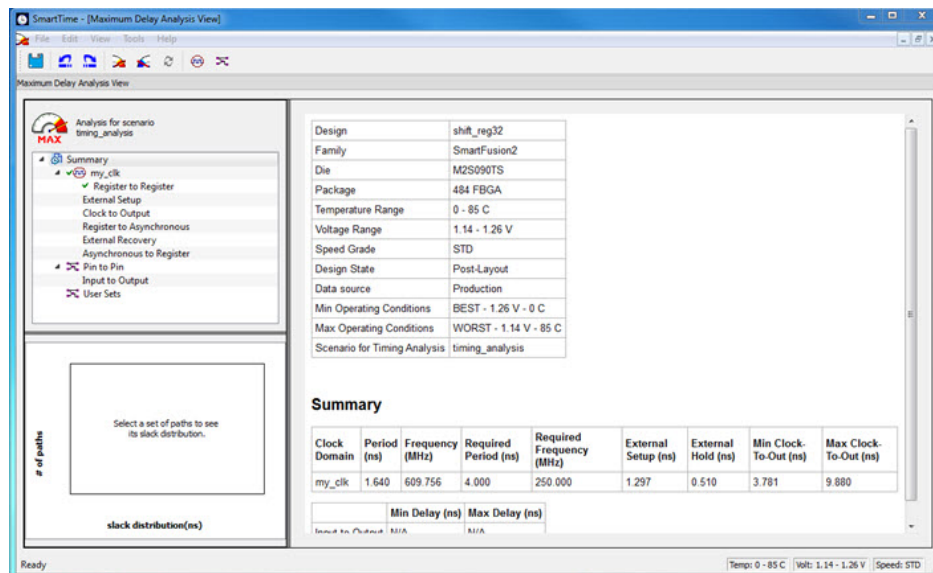 SmartTime - [Maximum Delay Analysis View]
File Edit View Tools Help
Maximum Delay Analysis View
MAX
Analysis for scenario
timing_analysis
Summary
my_clk
Register to Register
External Setup
Clock to Output
Register to Asynchronous
External Recovery
Asynchronous to Register
Pin to Pin
Input to Output
User Sets
# of paths
Select a set of paths to see
its slack distribution.
slack distribution(ns)
Design shift_reg32
Family SmartFusion2
Die M2S090TS
Package 484 FBGA
Temperature Range 0 - 85 C
Voltage Range 1.14 - 1.26 V
Speed Grade STD
Design State Post-Layout
Data source Production
Min Operating Conditions BEST - 1.26 V - 0 C
Max Operating Conditions WORST - 1.14 V - 85 C
Scenario for Timing Analysis timing_analysis
Summary
Clock Domain Period (ns) Frequency (MHz) Required Period (ns) Required Frequency (MHz) External Setup (ns) External Hold (ns) Min Clock-To-Out (ns) Max Clock-To-Out (ns)
my_clk 1.640 609.756 4.000 250.000 1.297 0.510 3.781 9.880
Min Delay (ns) Max Delay (ns)
Input to Output N/A N/A
Ready
Temp: 0 - 85 C Volt: 1.14 - 1.26 V Speed: STD